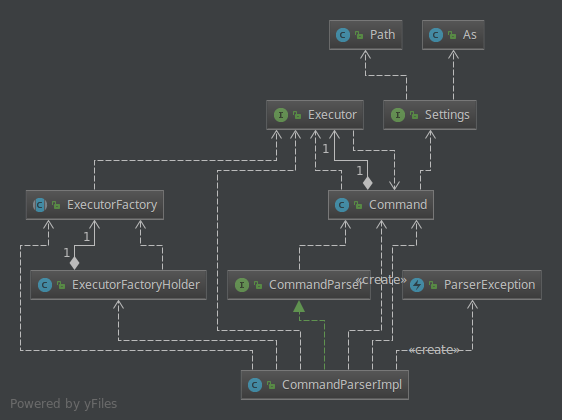 C Path
C As
I Executor
I Settings
1
1
C ExecutorFactory
C Command
1
1
C ExecutorFactoryHolder
I CommandParser
«create»
ParserException
«create»
C CommandParserImpl
Powered by yFiles